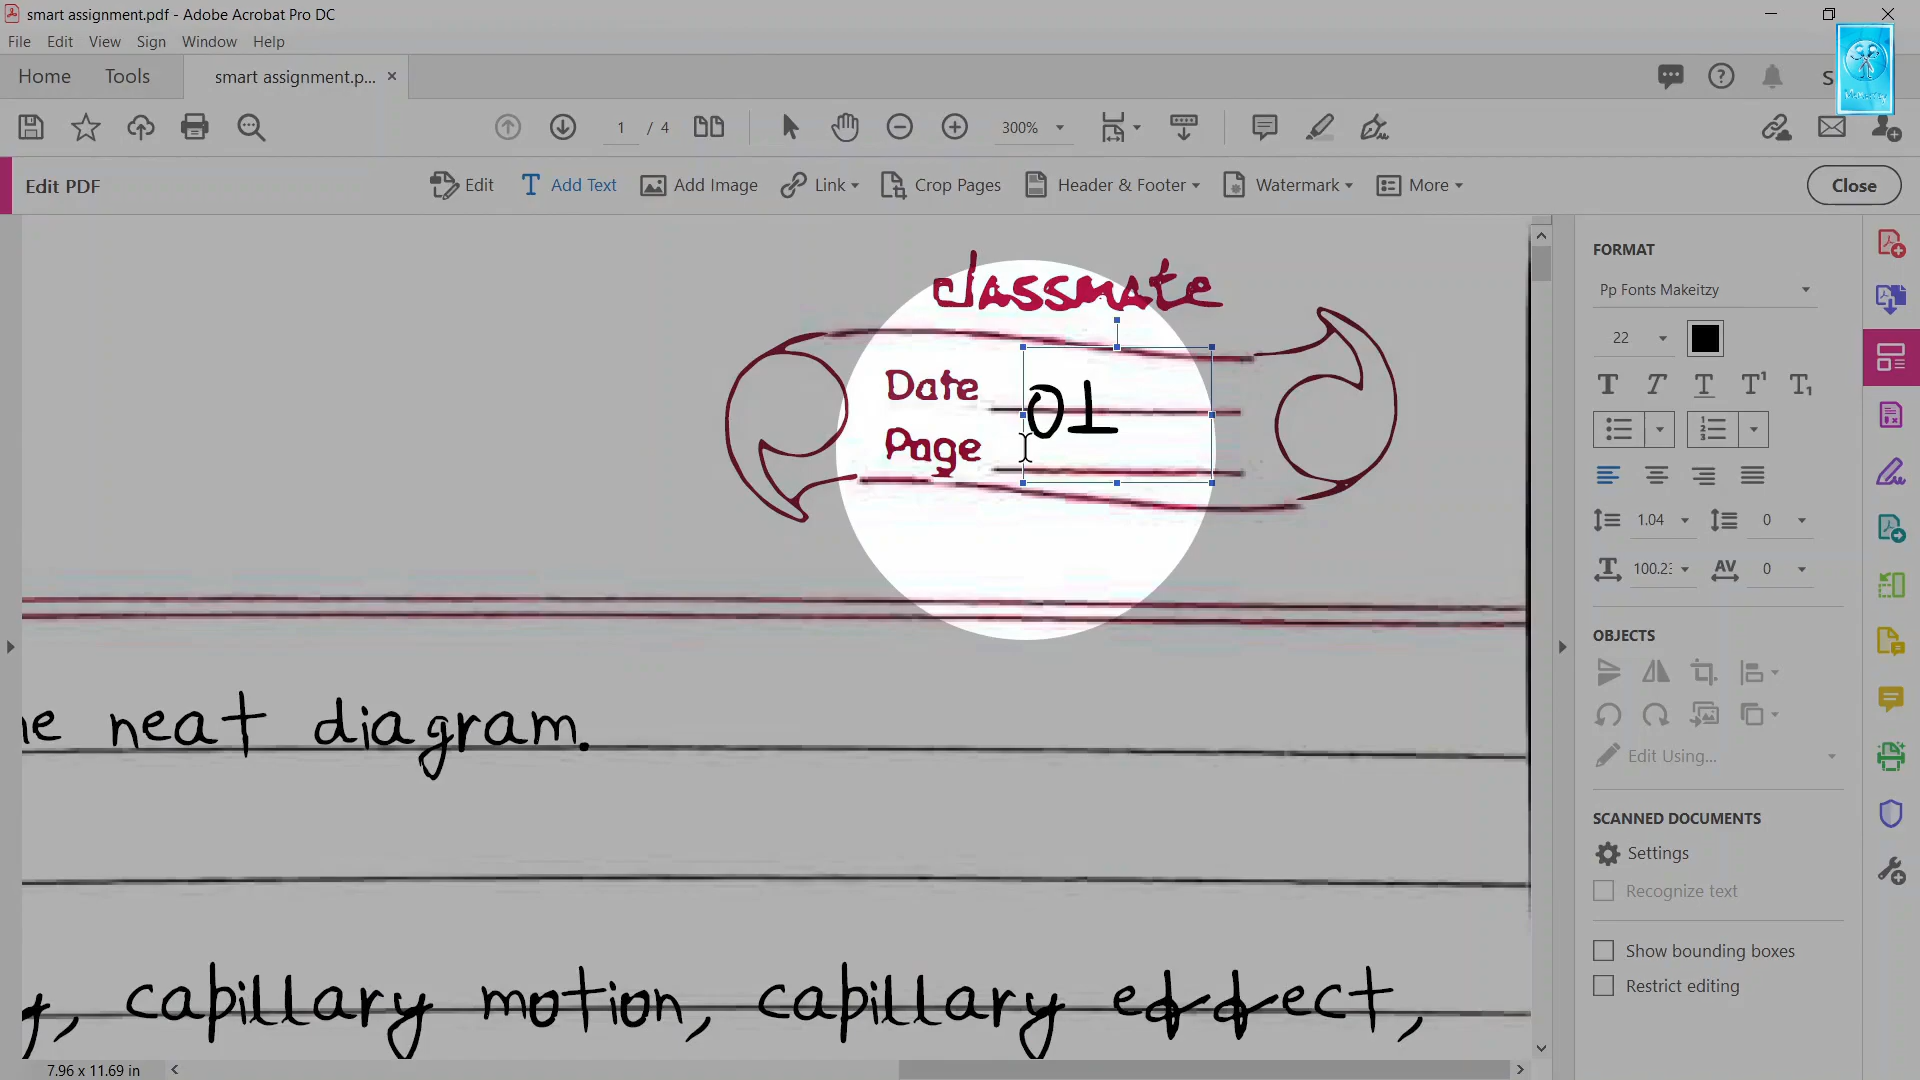 smart assignment.pdf - Adobe Acrobat Pro DC
File Edit View Sign Window Help
Home Tools smart assignment.p... ×
1 / 4 300%
Edit PDF Edit Add Text Add Image Link Crop Pages Header & Footer Watermark More Close
classmate
Date 01
Page
ne neat diagram.
g, capillary motion, capillary effect,
FORMAT
Pp Fonts Makeitzy
22
1.04 0
100.23 0
OBJECTS
Edit Using...
SCANNED DOCUMENTS
Settings
Recognize text
Show bounding boxes
Restrict editing
7.96 x 11.69 in